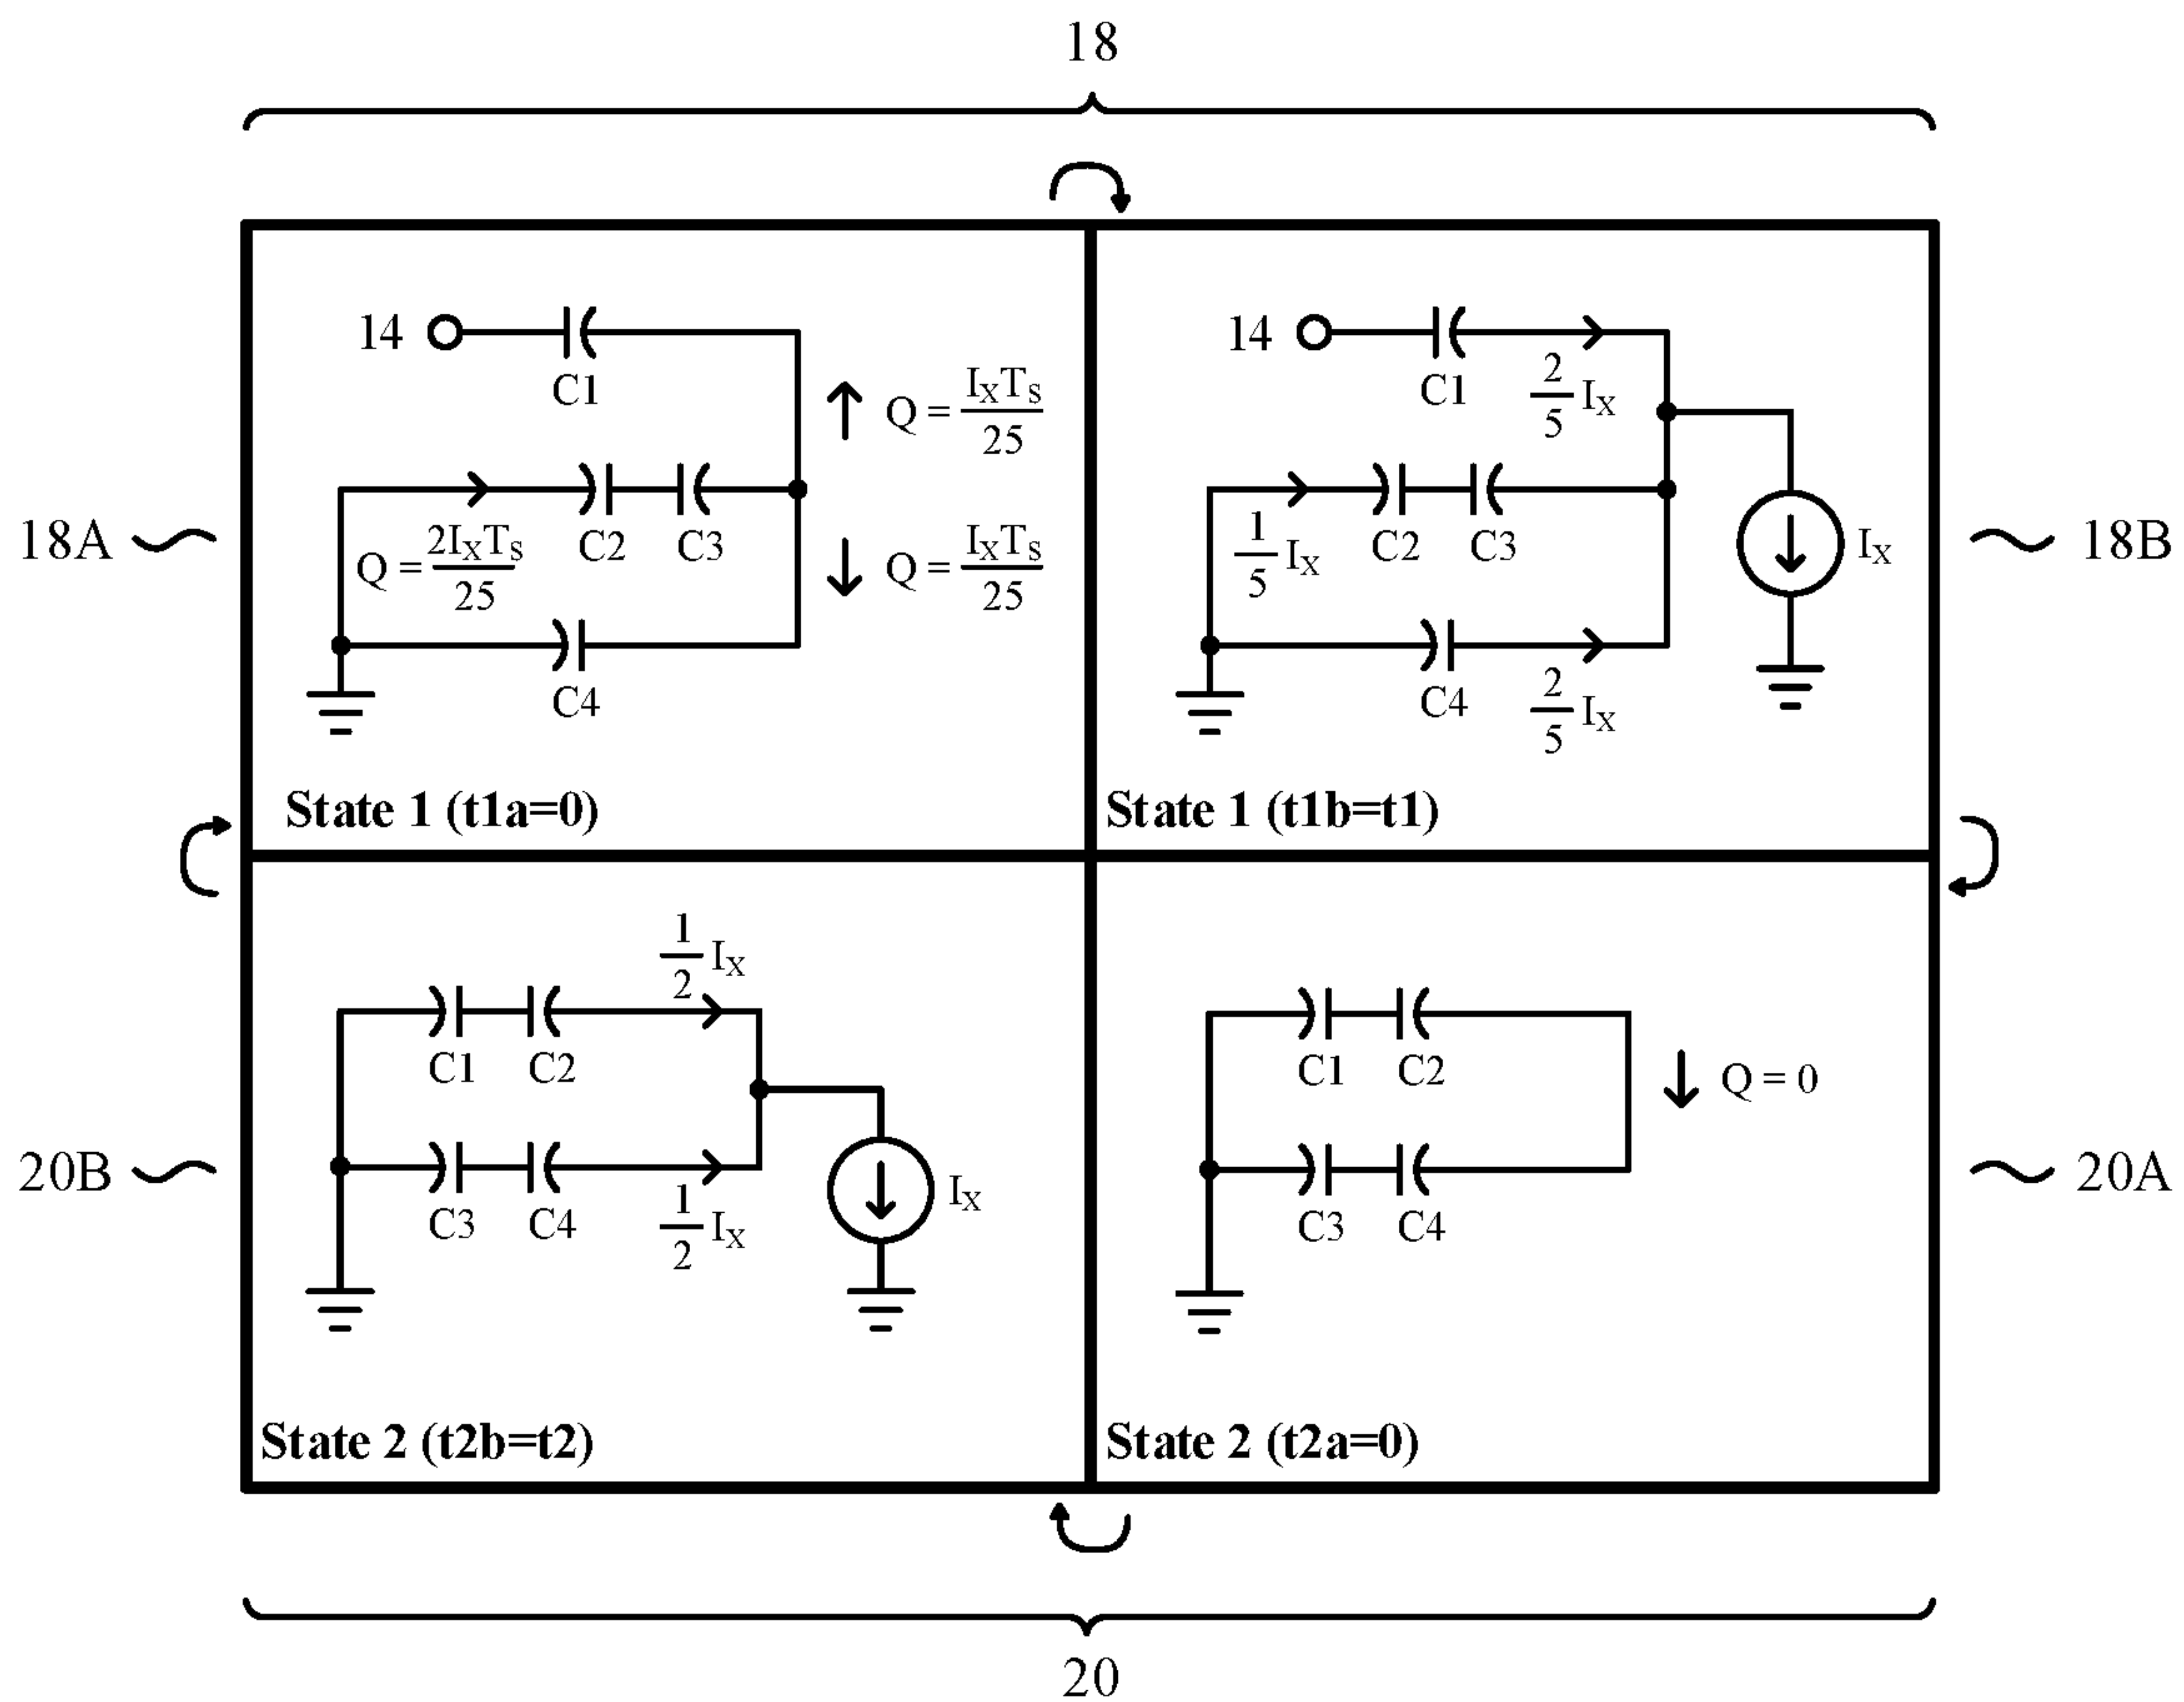 18
14
C1
Q = IXTS/25
18A
Q = 2IXTS/25
C2
C3
Q = IXTS/25
C4
State 1 (t1a=0)
14
C1
2/5 IX
1/5 IX
C2
C3
IX
18B
C4
2/5 IX
State 1 (t1b=t1)
1/2 IX
C1
C2
20B
C3
C4
1/2 IX
IX
State 2 (t2b=t2)
C1
C2
Q = 0
20A
C3
C4
State 2 (t2a=0)
20